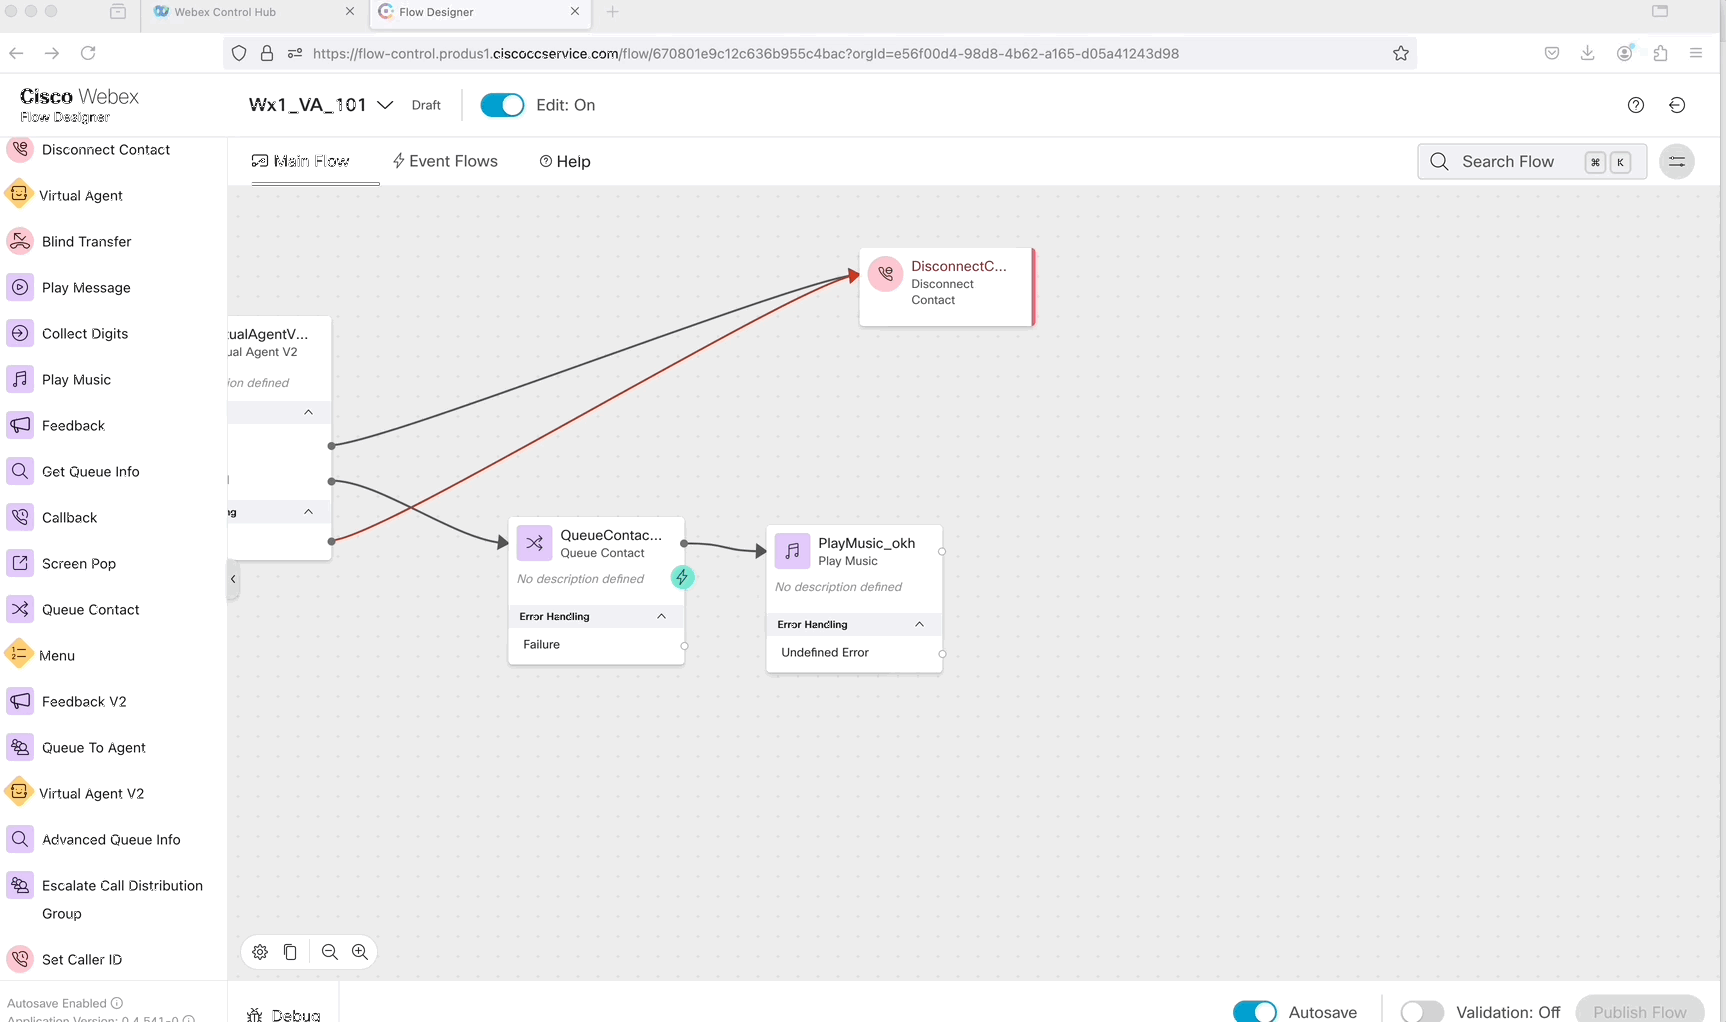 Webex Control Hub
Flow Designer
https://flow-control.produs1.ciscoccservice.com/flow/670801e9c12c636b955c4bac?orgId=e56f00d4-98d8-4b62-a165-d05a41243d98
Cisco Webex
Flow Designer
Wx1_VA_101
Draft
Edit: On
Main Flow
Event Flows
Help
Search Flow
⌘ K
Disconnect Contact
Virtual Agent
Blind Transfer
Play Message
Collect Digits
Play Music
Feedback
Get Queue Info
Callback
Screen Pop
Queue Contact
Menu
Feedback V2
Queue To Agent
Virtual Agent V2
Advanced Queue Info
Escalate Call Distribution
Group
Set Caller ID
Autosave Enabled
Application Version: 0.4.541-0
DisconnectC...
Disconnect
Contact
tualAgentV...
ual Agent V2
ion defined
ng
QueueContac...
Queue Contact
No description defined
Error Handling
Failure
PlayMusic_okh
Play Music
No description defined
Error Handling
Undefined Error
Debug
Autosave
Validation: Off
Publish Flow